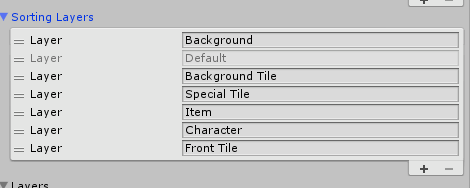 Sorting Layers
Layer Background
Layer Default
Layer Background Tile
Layer Special Tile
Layer Item
Layer Character
Layer Front Tile
+ −
Layers